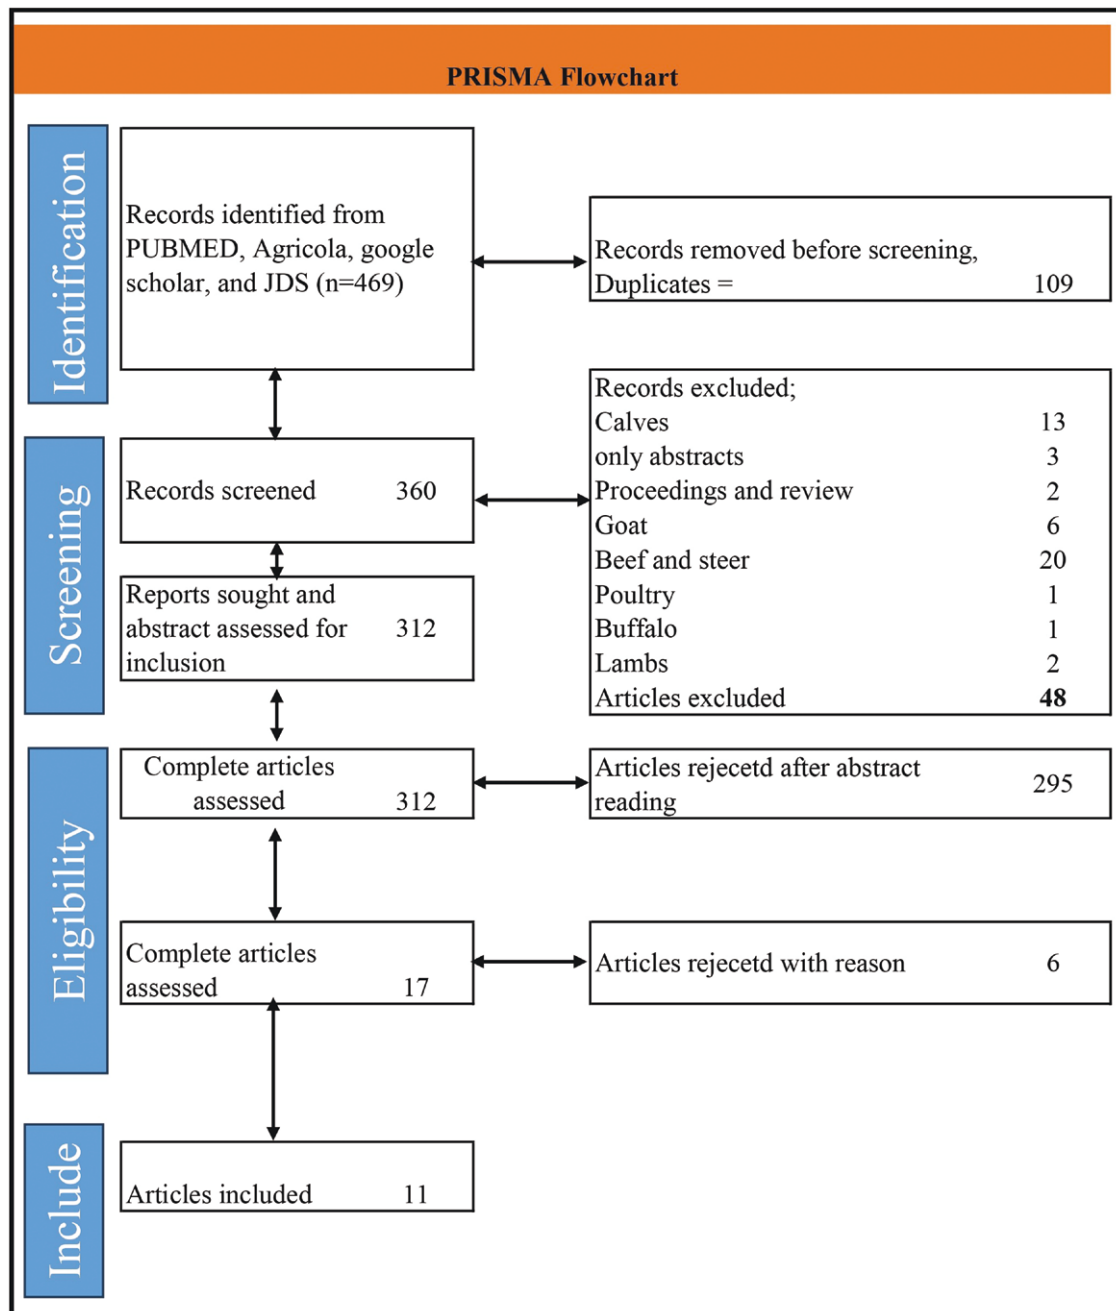 PRISMA Flowchart
Identification
Records identified from
PUBMED, Agricola, google
scholar, and JDS (n=469)
Records removed before screening,
Duplicates = 109
Screening
Records screened 360
Records excluded;
Calves 13
only abstracts 3
Proceedings and review 2
Goat 6
Beef and steer 20
Poultry 1
Buffalo 1
Lambs 2
Articles excluded 48
Reports sought and
abstract assessed for 312
inclusion
Eligibility
Complete articles
assessed 312
Articles rejecetd after abstract
reading 295
Complete articles
assessed 17
Articles rejecetd with reason 6
Include
Articles included 11